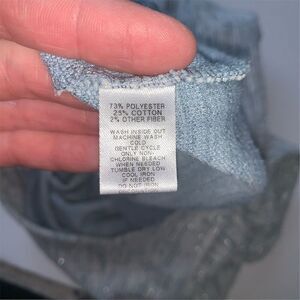 73% POLYESTER
25% COTTON
2% OTHER FIBER
WASH INSIDE OUT
MACHINE WASH
COLD
GENTLE CYCLE
ONLY NON-
CHLORINE BLEACH
WHEN NEEDED
TUMBLE DRY LOW
COOL IRON
IF NEEDED
DO NOT IRON